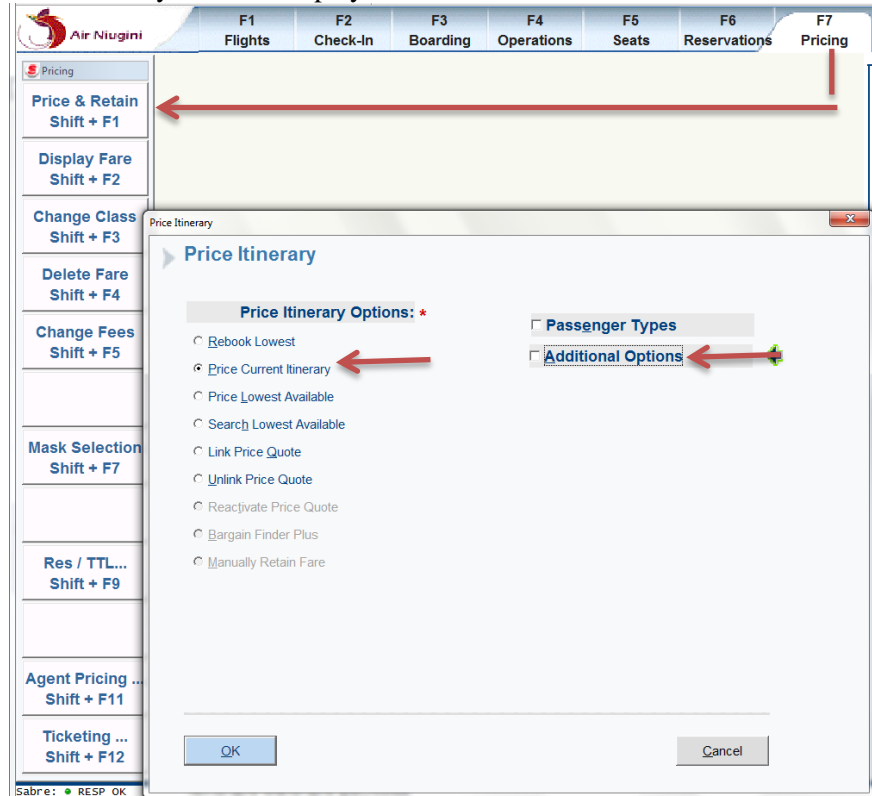 Air Niugini
F1 F2 F3 F4 F5 F6 F7
Flights Check-In Boarding Operations Seats Reservations Pricing
Pricing
Price & Retain
Shift + F1
Display Fare
Shift + F2
Change Class
Shift + F3
Delete Fare
Shift + F4
Change Fees
Shift + F5
Mask Selection
Shift + F7
Res / TTL...
Shift + F9
Agent Pricing ...
Shift + F11
Ticketing ...
Shift + F12
Sabre: RESP OK
Price Itinerary
Price Itinerary
Price Itinerary Options: *
Rebook Lowest
Price Current Itinerary
Price Lowest Available
Search Lowest Available
Link Price Quote
Unlink Price Quote
Reactivate Price Quote
Bargain Finder Plus
Manually Retain Fare
Passenger Types
Additional Options
OK
Cancel